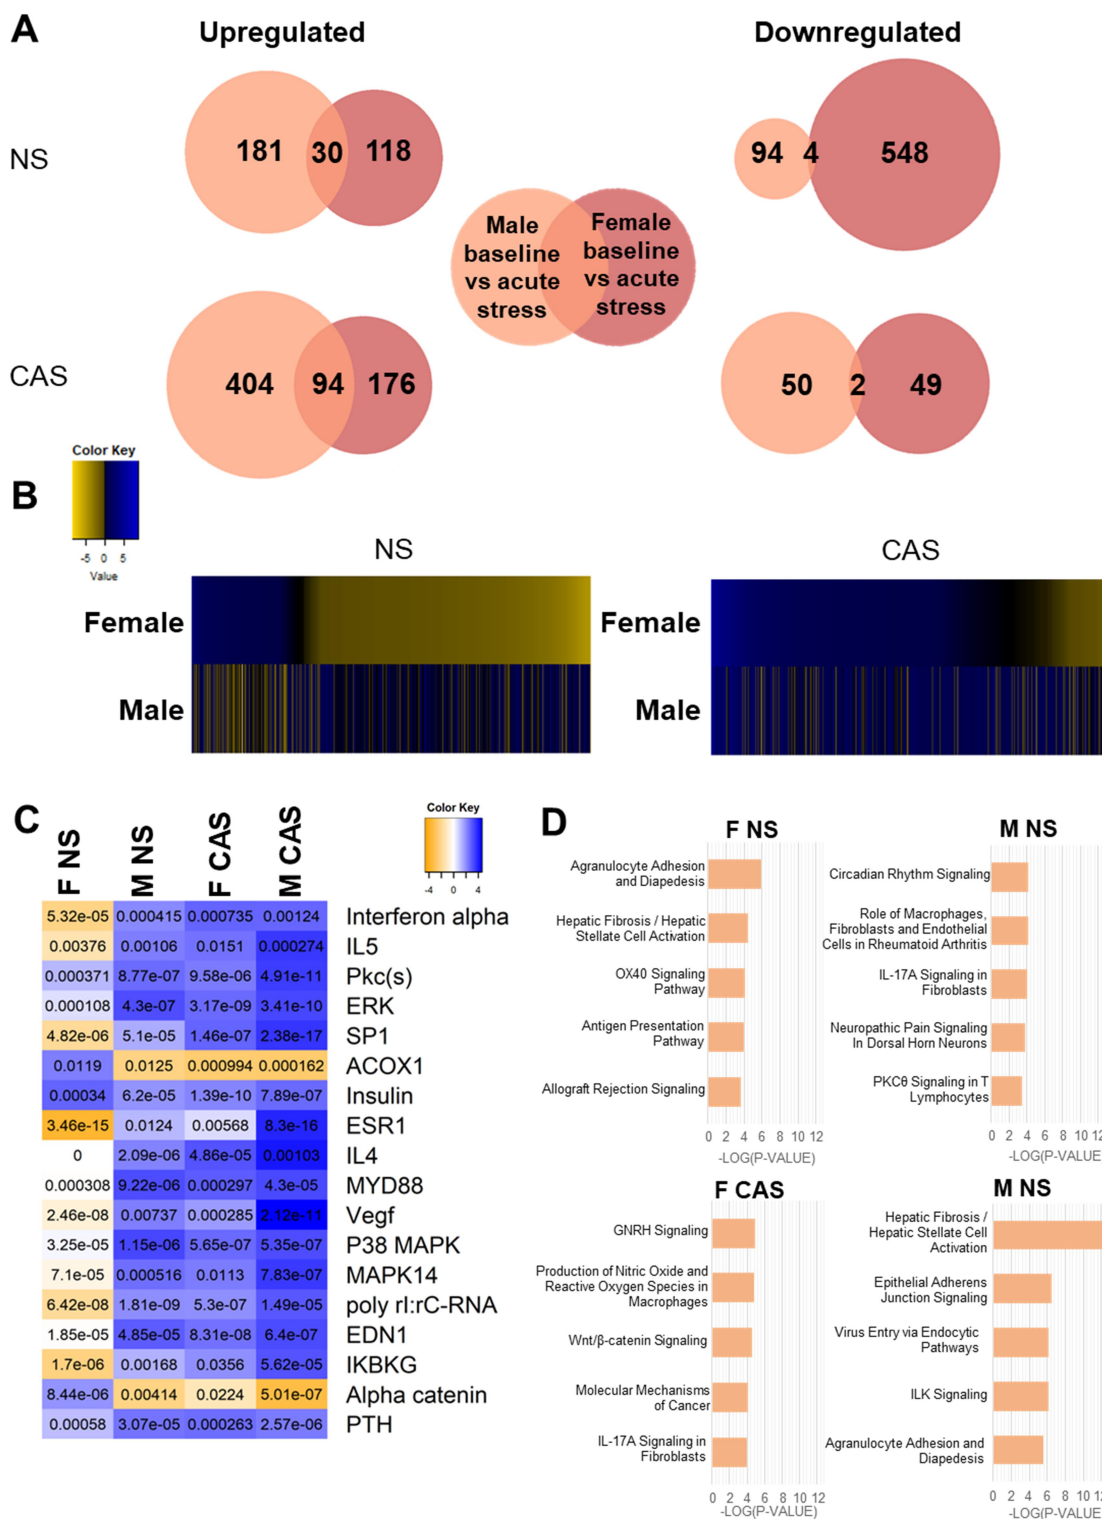 A
Upregulated
Downregulated
NS
181 30 118
94 4 548
Male
baseline
vs acute
stress
Female
baseline
vs acute
stress
CAS
404 94 176
50 2 49
B
Color Key
-5 0 5
Value
NS
CAS
Female
Male
Female
Male
C
F NS
M NS
F CAS
M CAS
Color Key
-4 0 4
5.32e-05 0.000415 0.000735 0.00124 Interferon alpha
0.00376 0.00106 0.0151 0.000274 IL5
0.000371 8.77e-07 9.58e-06 4.91e-11 Pkc(s)
0.000108 4.3e-07 3.17e-09 3.41e-10 ERK
4.82e-06 5.1e-05 1.46e-07 2.38e-17 SP1
0.0119 0.0125 0.000994 0.000162 ACOX1
0.00034 6.2e-05 1.39e-10 7.89e-07 Insulin
3.46e-15 0.0124 0.00568 8.3e-16 ESR1
0 2.09e-06 4.86e-05 0.00103 IL4
0.000308 9.22e-06 0.000297 4.3e-05 MYD88
2.46e-08 0.00737 0.000285 2.12e-11 Vegf
3.25e-05 1.15e-06 5.65e-07 5.35e-07 P38 MAPK
7.1e-05 0.000516 0.0113 7.83e-07 MAPK14
6.42e-08 1.81e-09 5.3e-07 1.49e-05 poly rI:rC-RNA
1.85e-05 4.85e-05 8.31e-08 6.4e-07 EDN1
1.7e-06 0.00168 0.0356 5.62e-05 IKBKG
8.44e-06 0.00414 0.0224 5.01e-07 Alpha catenin
0.00058 3.07e-05 0.000263 2.57e-06 PTH
D
F NS
Agranulocyte Adhesion
and Diapedesis
Hepatic Fibrosis / Hepatic
Stellate Cell Activation
OX40 Signaling
Pathway
Antigen Presentation
Pathway
Allograft Rejection Signaling
0 2 4 6 8 10 12
-LOG(P-VALUE)
M NS
Circadian Rhythm Signaling
Role of Macrophages,
Fibroblasts and Endothelial
Cells in Rheumatoid Arthritis
IL-17A Signaling in
Fibroblasts
Neuropathic Pain Signaling
In Dorsal Horn Neurons
PKCθ Signaling in T
Lymphocytes
0 2 4 6 8 10 12
-LOG(P-VALU
F CAS
GNRH Signaling
Production of Nitric Oxide and
Reactive Oxygen Species in
Macrophages
Wnt/β-catenin Signaling
Molecular Mechanisms
of Cancer
IL-17A Signaling in
Fibroblasts
0 2 4 6 8 10 12
-LOG(P-VALUE)
M NS
Hepatic Fibrosis /
Hepatic Stellate Cell
Activation
Epithelial Adherens
Junction Signaling
Virus Entry via Endocytic
Pathways
ILK Signaling
Agranulocyte Adhesion and
Diapedesis
0 2 4 6 8 10 12
-LOG(P-VALU